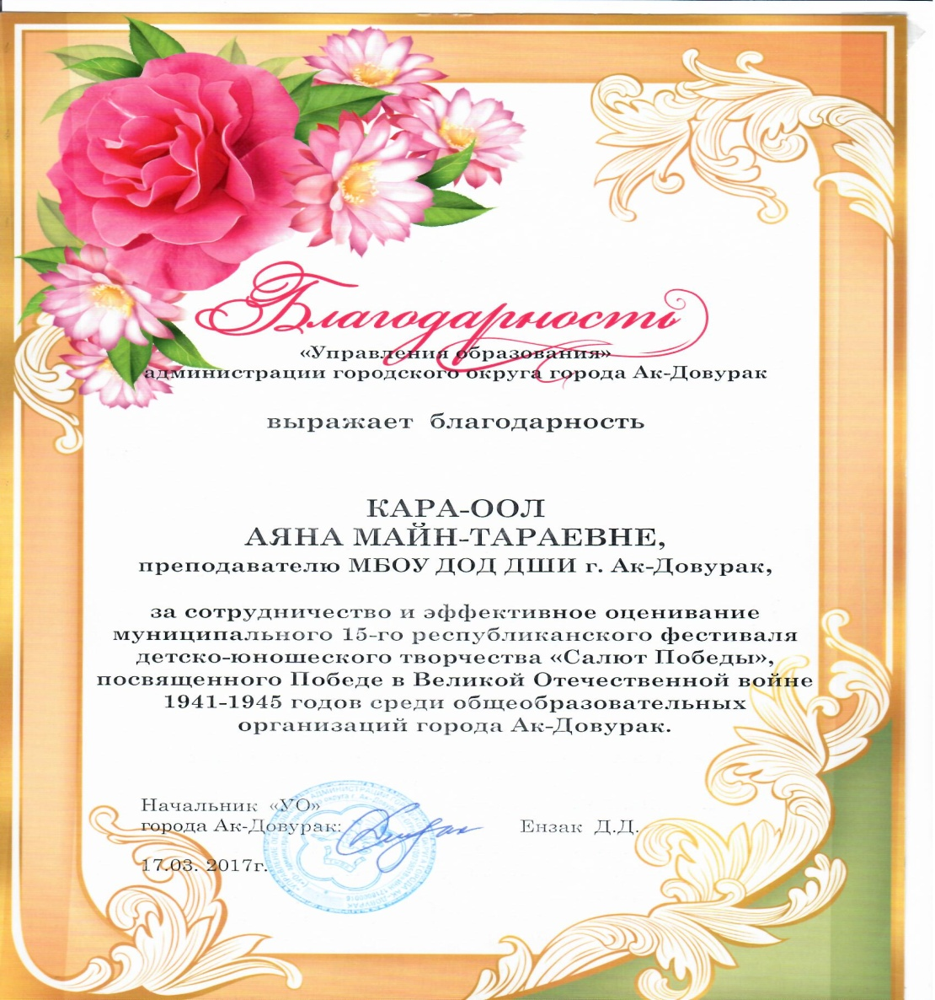 Благодарность
«Управления образования»
администрации городского округа города Ак-Довурак
выражает благодарность
КАРА-ООЛ
АЯНА МАЙН-ТАРАЕВНЕ,
преподавателю МБОУ ДОД ДШИ г. Ак-Довурак,
за сотрудничество и эффективное оценивание
муниципального 15-го республиканского фестиваля
детско-юношеского творчества «Салют Победы»,
посвященного Победе в Великой Отечественной войне
1941-1945 годов среди общеобразовательных
организаций города Ак-Довурак.
Начальник «УО»
города Ак-Довурак:
Ензак Д.Д.
17.03. 2017г.